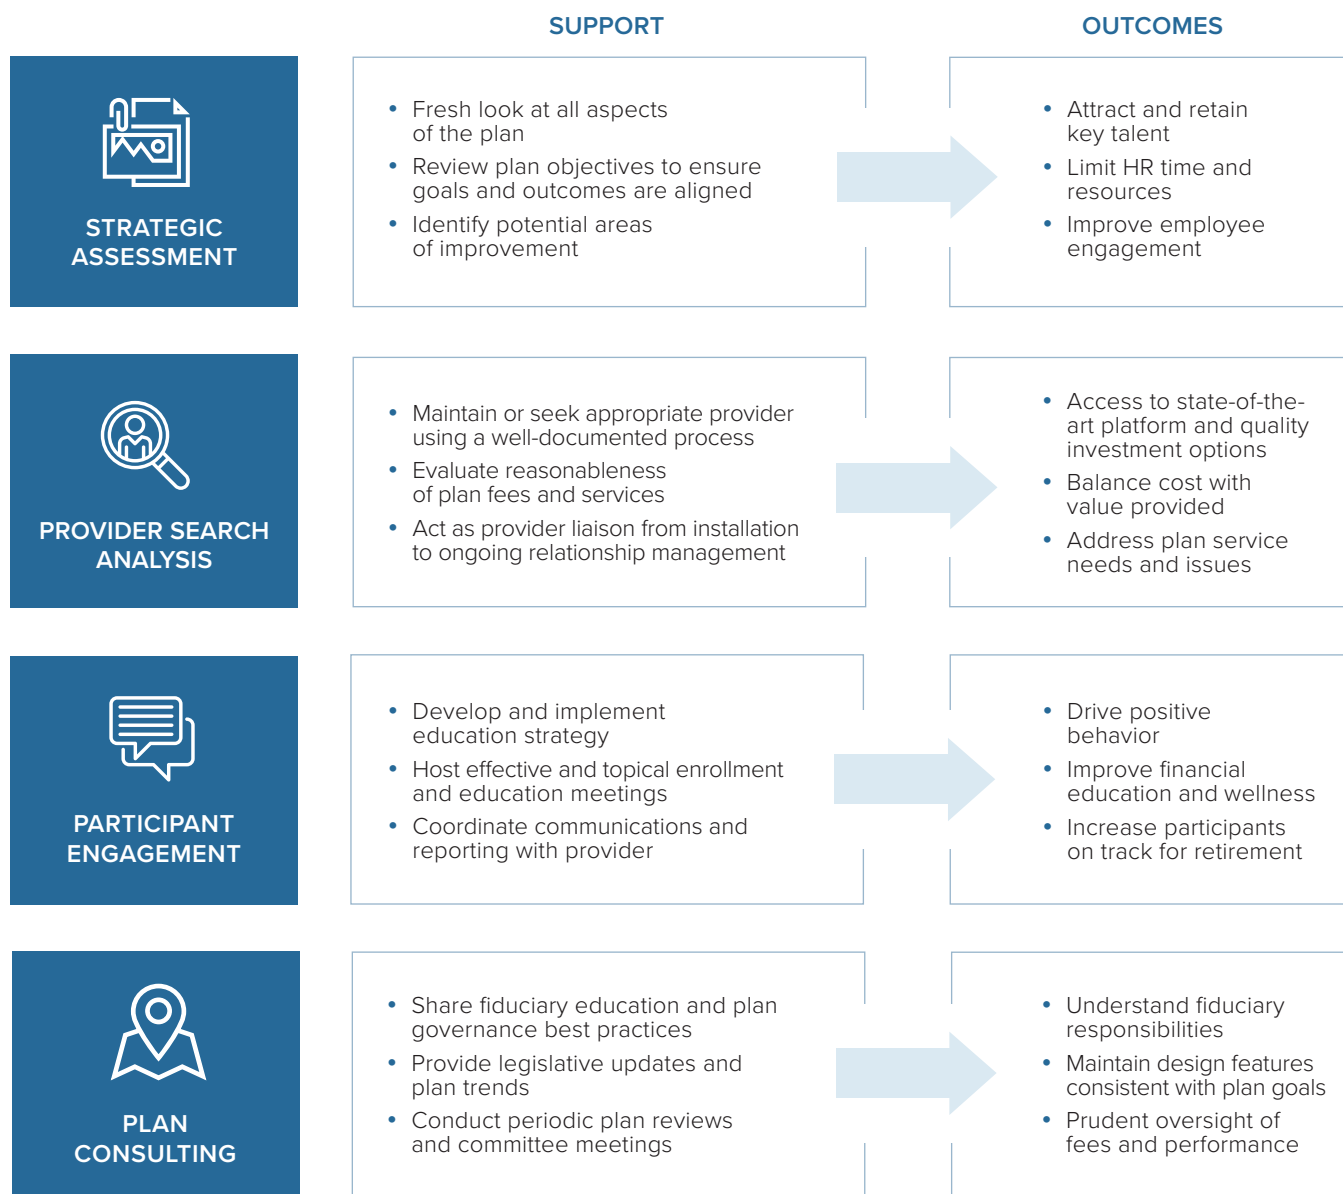 SUPPORT
OUTCOMES
STRATEGIC
ASSESSMENT
• Fresh look at all aspects
of the plan
• Review plan objectives to ensure
goals and outcomes are aligned
• Identify potential areas
of improvement
• Attract and retain
key talent
• Limit HR time and
resources
• Improve employee
engagement
PROVIDER SEARCH
ANALYSIS
• Maintain or seek appropriate provider
using a well-documented process
• Evaluate reasonableness
of plan fees and services
• Act as provider liaison from installation
to ongoing relationship management
• Access to state-of-the-
art platform and quality
investment options
• Balance cost with
value provided
• Address plan service
needs and issues
PARTICIPANT
ENGAGEMENT
• Develop and implement
education strategy
• Host effective and topical enrollment
and education meetings
• Coordinate communications and
reporting with provider
• Drive positive
behavior
• Improve financial
education and wellness
• Increase participants
on track for retirement
PLAN
CONSULTING
• Share fiduciary education and plan
governance best practices
• Provide legislative updates and
plan trends
• Conduct periodic plan reviews
and committee meetings
• Understand fiduciary
responsibilities
• Maintain design features
consistent with plan goals
• Prudent oversight of
fees and performance